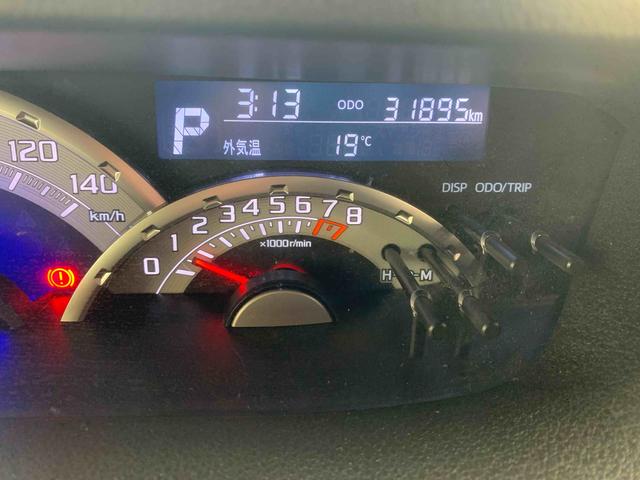 P 3:13 ODO 31895km
外気温 19℃
DISP ODO/TRIP
120
140
km/h
0 1 2 3 4 5 6 7 8
×1000r/min